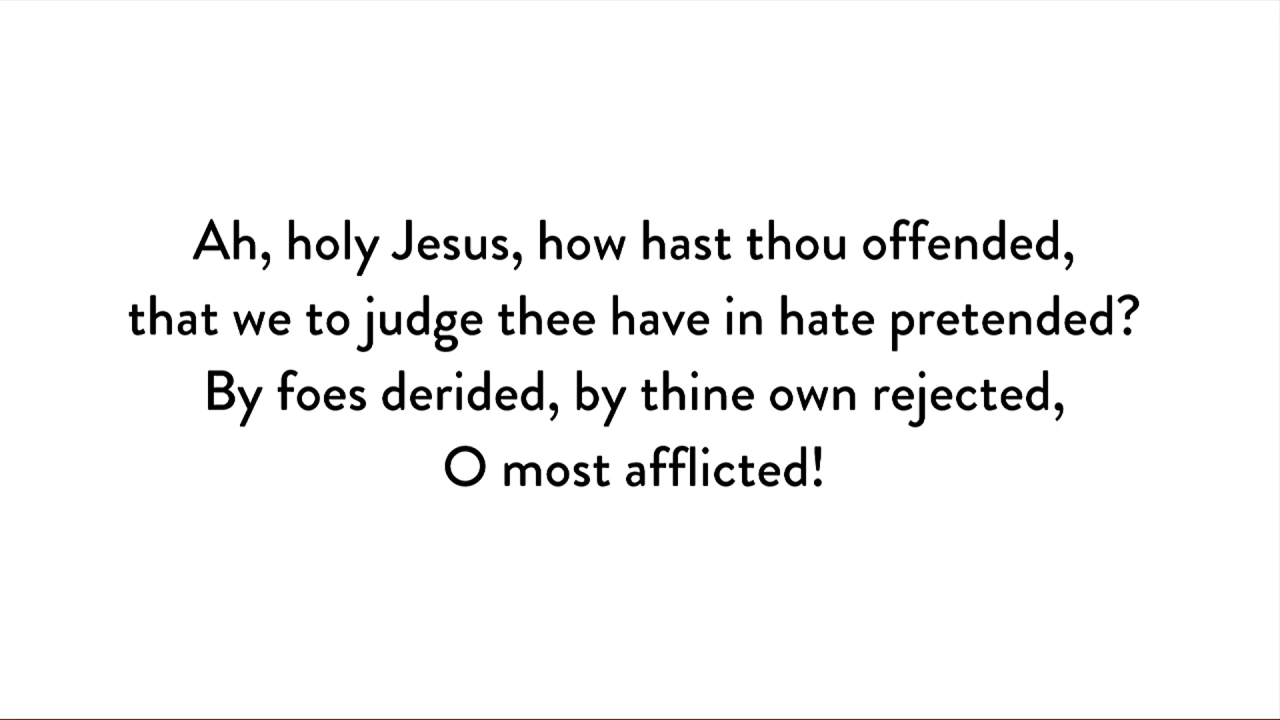 Ah, holy Jesus, how hast thou offended,
that we to judge thee have in hate pretended?
By foes derided, by thine own rejected,
O most afflicted!